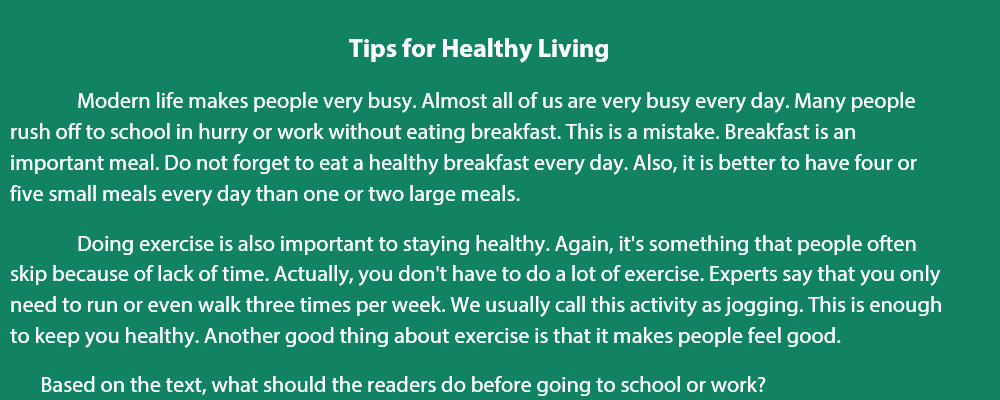 Tips for Healthy Living
Modern life makes people very busy. Almost all of us are very busy every day. Many people
rush off to school in hurry or work without eating breakfast. This is a mistake. Breakfast is an
important meal. Do not forget to eat a healthy breakfast every day. Also, it is better to have four or
five small meals every day than one or two large meals.
Doing exercise is also important to staying healthy. Again, it's something that people often
skip because of lack of time. Actually, you don't have to do a lot of exercise. Experts say that you only
need to run or even walk three times per week. We usually call this activity as jogging. This is enough
to keep you healthy. Another good thing about exercise is that it makes people feel good.
Based on the text, what should the readers do before going to school or work?